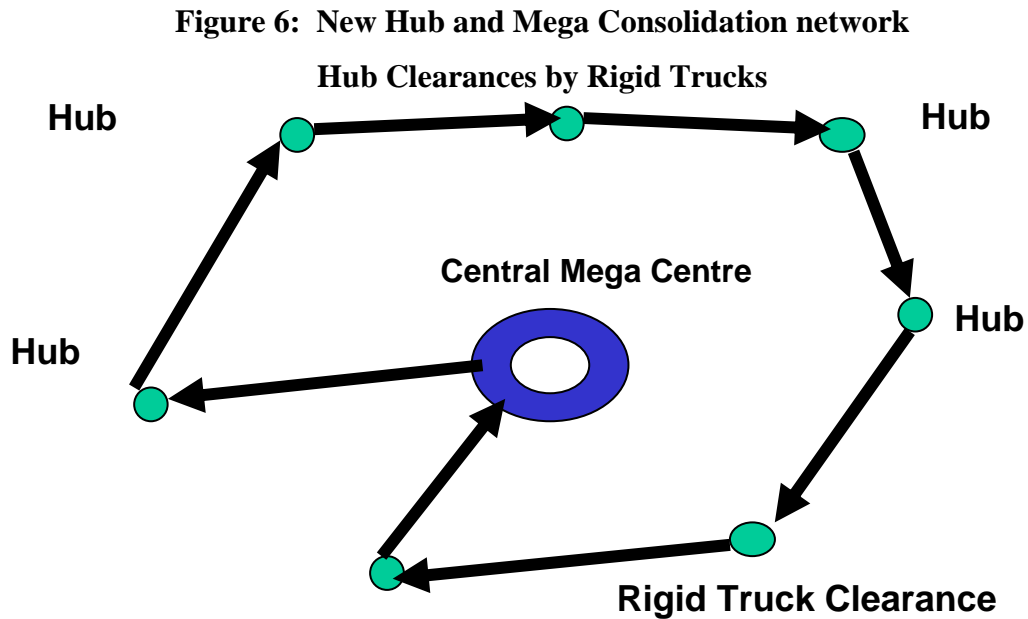 Figure 6:  New Hub and Mega Consolidation network
Hub Clearances by Rigid Trucks
Hub
Hub
Central Mega Centre
Hub
Hub
Rigid Truck Clearance